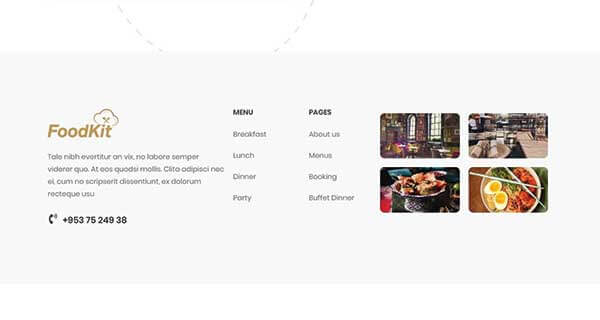 FoodKit
Tale nibh evertitur an vix, no labore semper
viderer quo. At eos quodsi mollis. Clita adipisci nec
ei, cum no scripserit dissentiunt, ex dolorum
recteque usu
+953 75 249 38
MENU
Breakfast
Lunch
Dinner
Party
PAGES
About us
Menus
Booking
Buffet Dinner